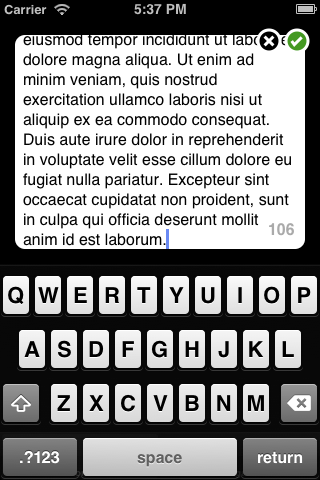 Carrier 5:37 PM
eiusmod tempor incididunt ut
dolore magna aliqua. Ut enim ad
minim veniam, quis nostrud
exercitation ullamco laboris nisi ut
aliquip ex ea commodo consequat.
Duis aute irure dolor in reprehenderit
in voluptate velit esse cillum dolore eu
fugiat nulla pariatur. Excepteur sint
occaecat cupidatat non proident, sunt
in culpa qui officia deserunt mollit
anim id est laborum.
106
Q W E R T Y U I O P
A S D F G H J K L
Z X C V B N M
.?123 space return